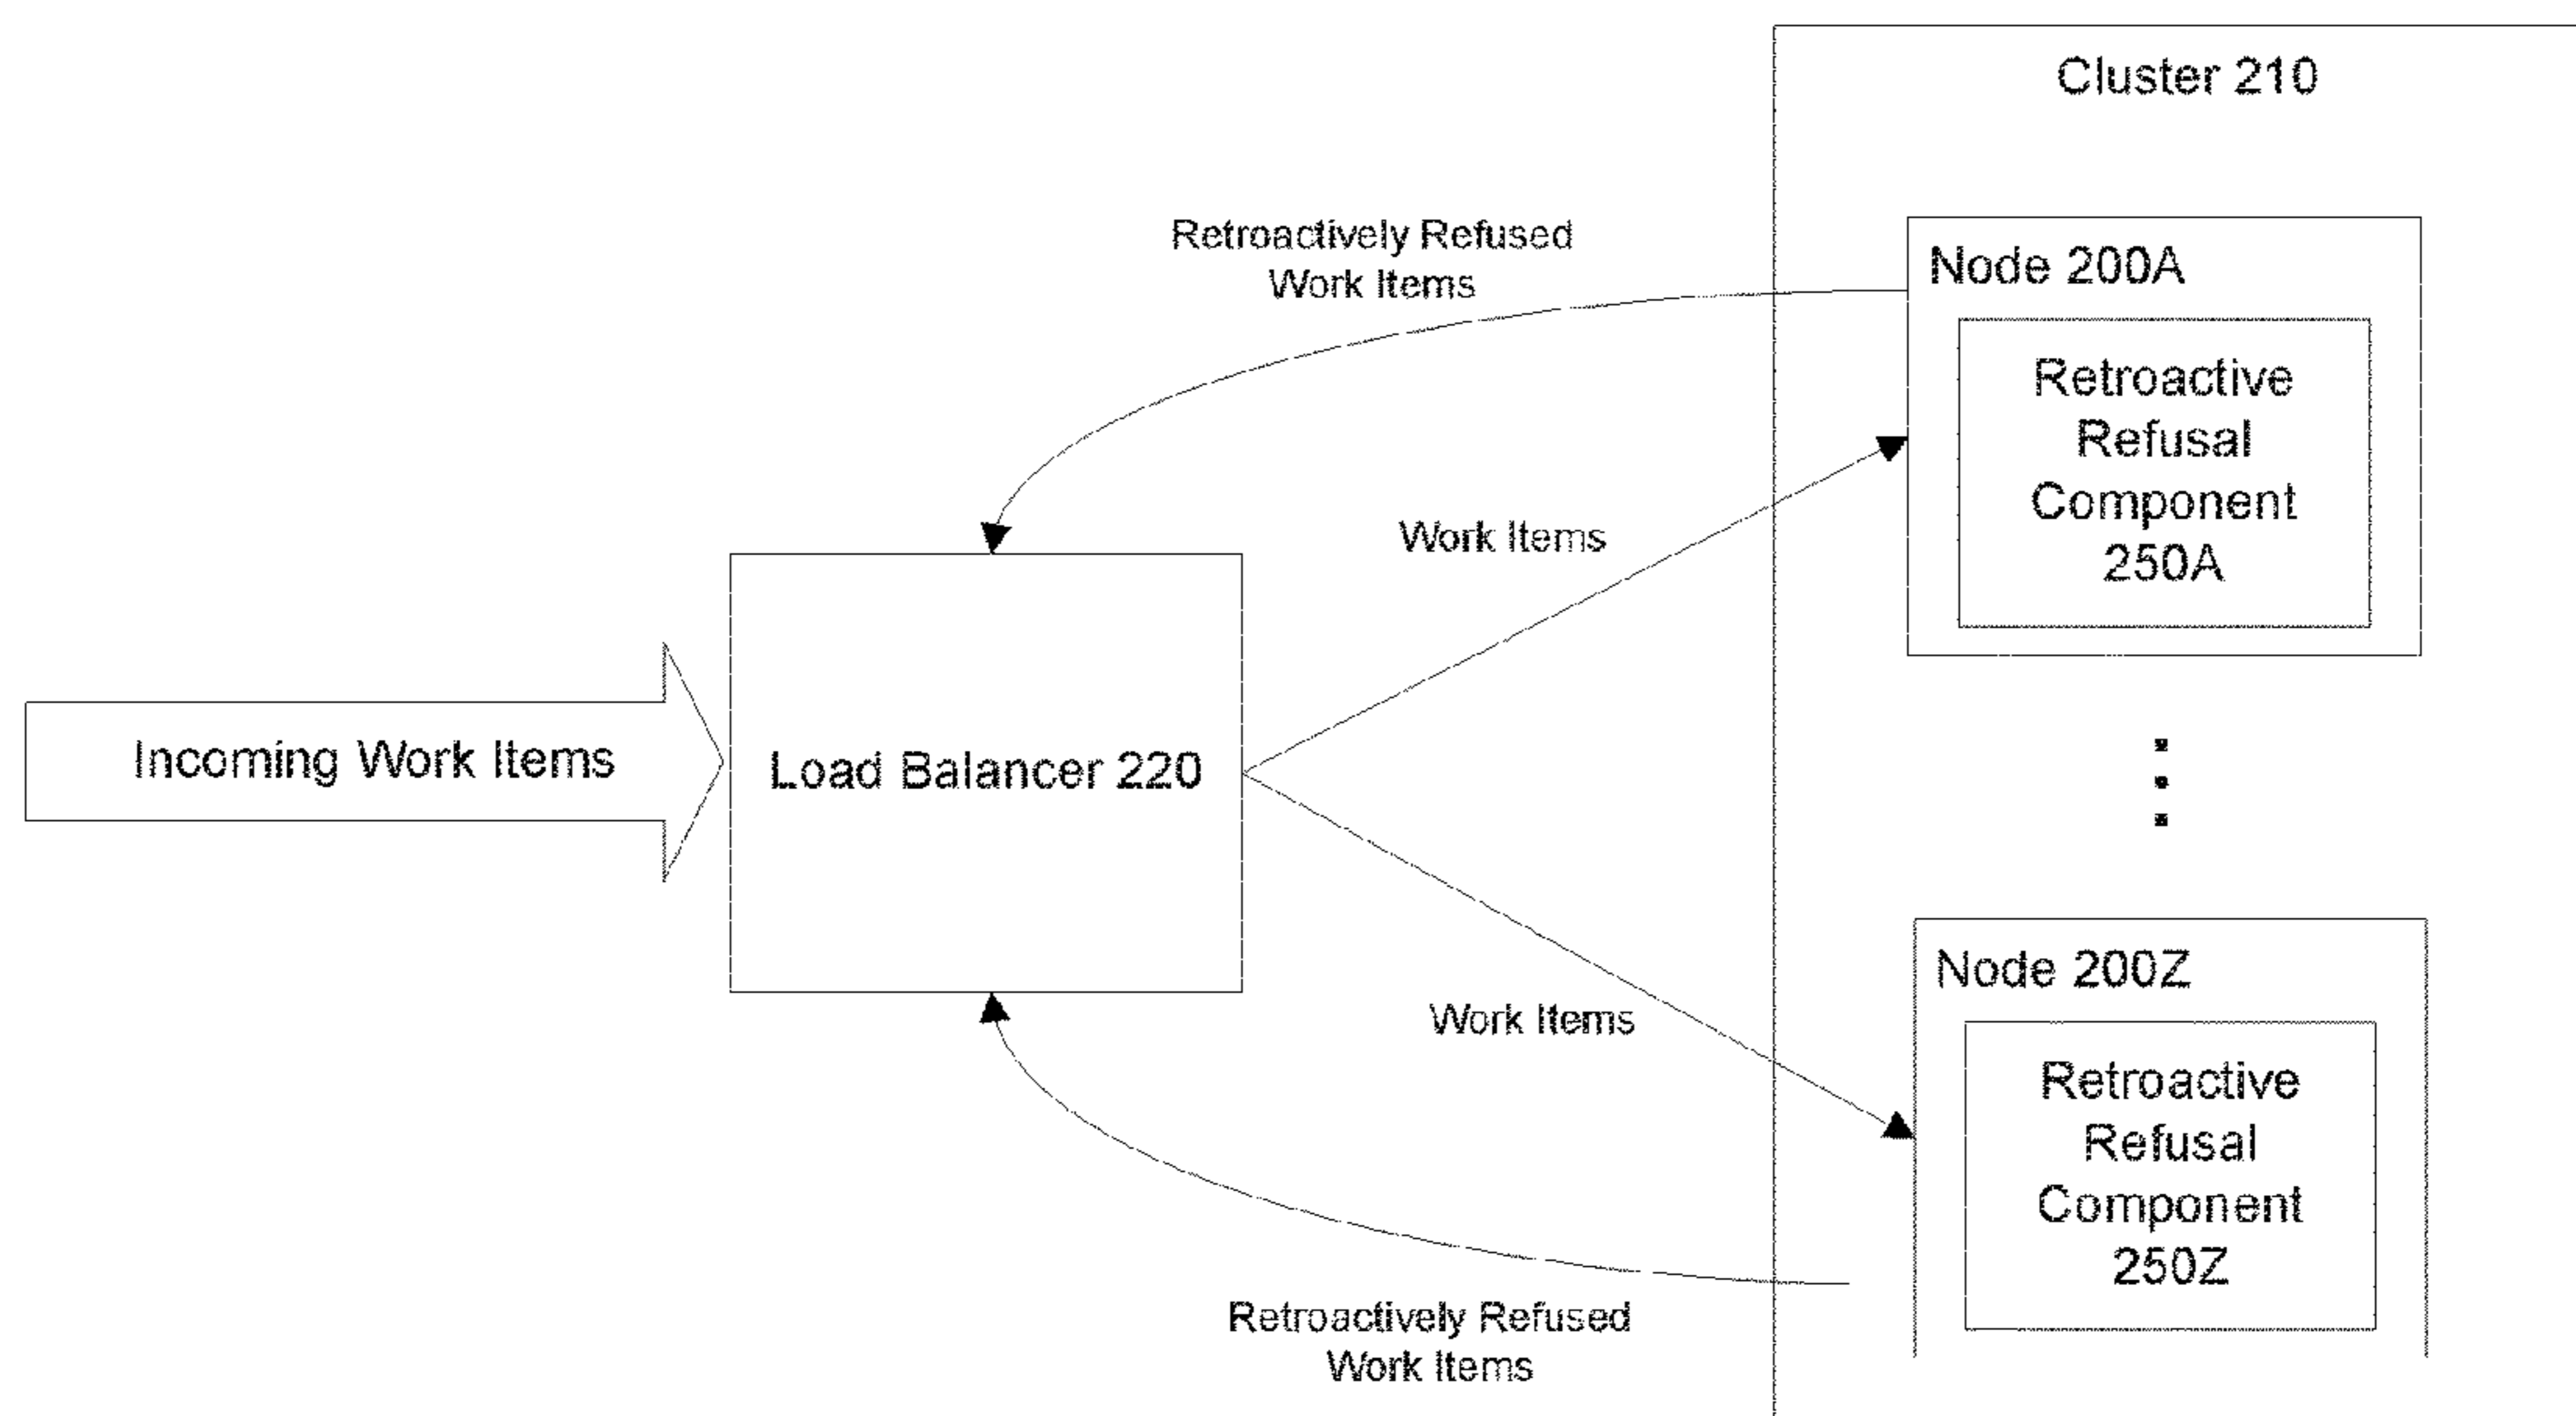 Cluster 210
Retroactively Refused
Work Items
Node 200A
Retroactive
Refusal
Component
250A
Work Items
Incoming Work Items
Load Balancer 220
Node 200Z
Work Items
Retroactive
Refusal
Component
250Z
Retroactively Refused
Work Items